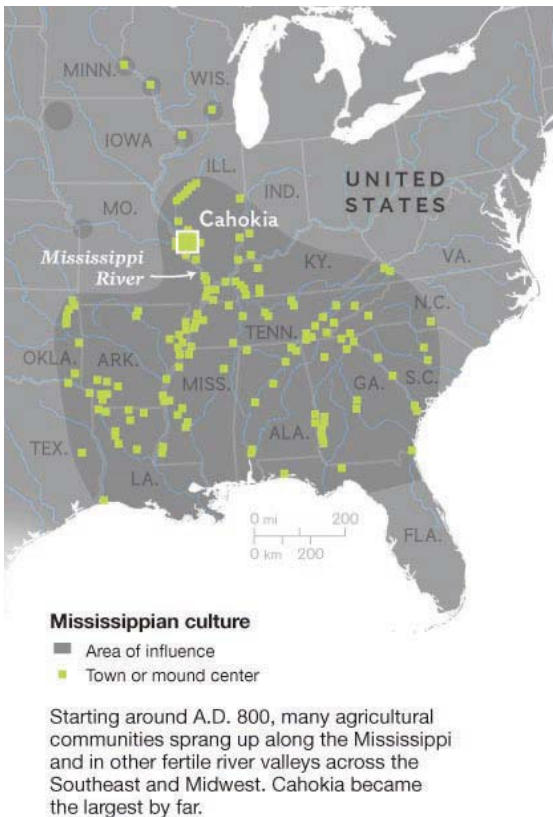 MINN.
WIS.
IOWA
ILL.
IND.
UNITED
STATES
MO.
Cahokia
Mississippi
River
KY.
VA.
N.C.
TENN.
OKLA.
ARK.
MISS.
GA.
S.C.
ALA.
TEX.
LA.
FLA.
0 mi 200
0 km 200
Mississippian culture
Area of influence
Town or mound center
Starting around A.D. 800, many agricultural
communities sprang up along the Mississippi
and in other fertile river valleys across the
Southeast and Midwest. Cahokia became
the largest by far.